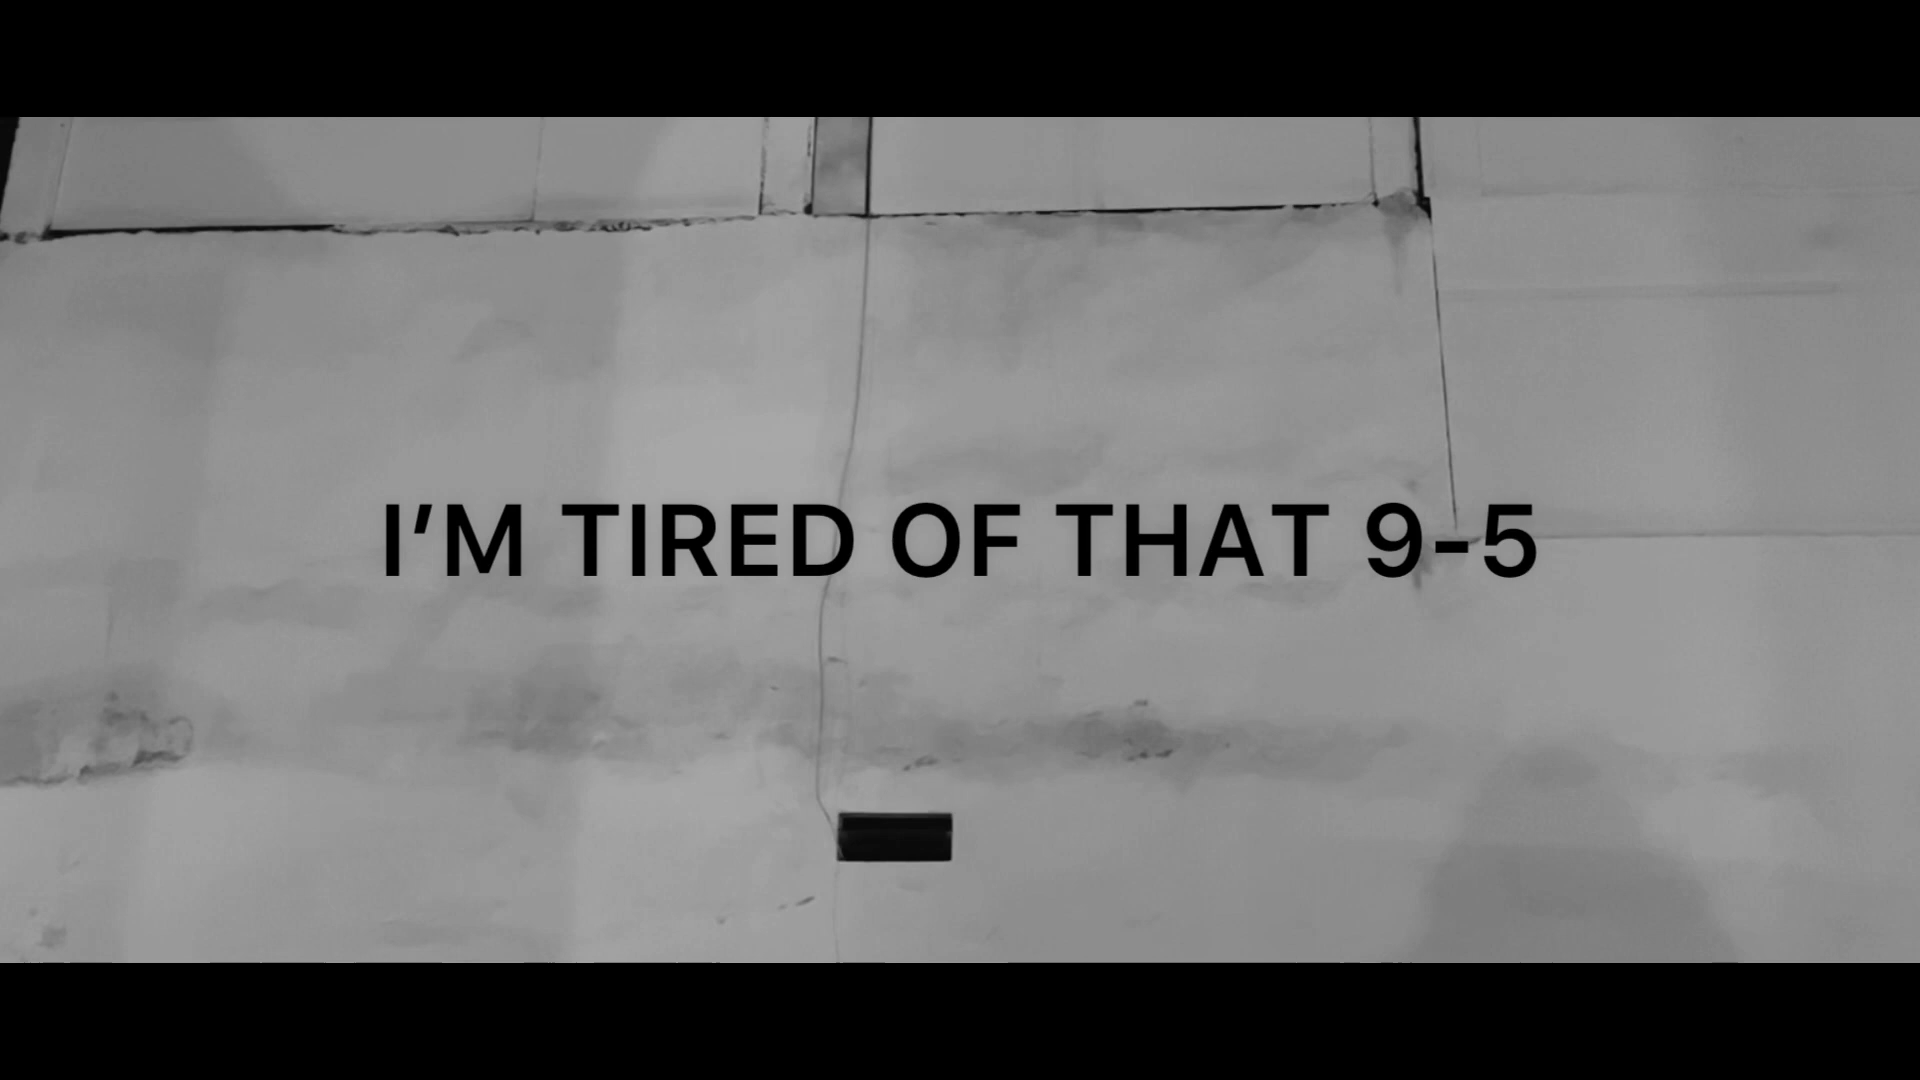 I’M TIRED OF THAT 9-5